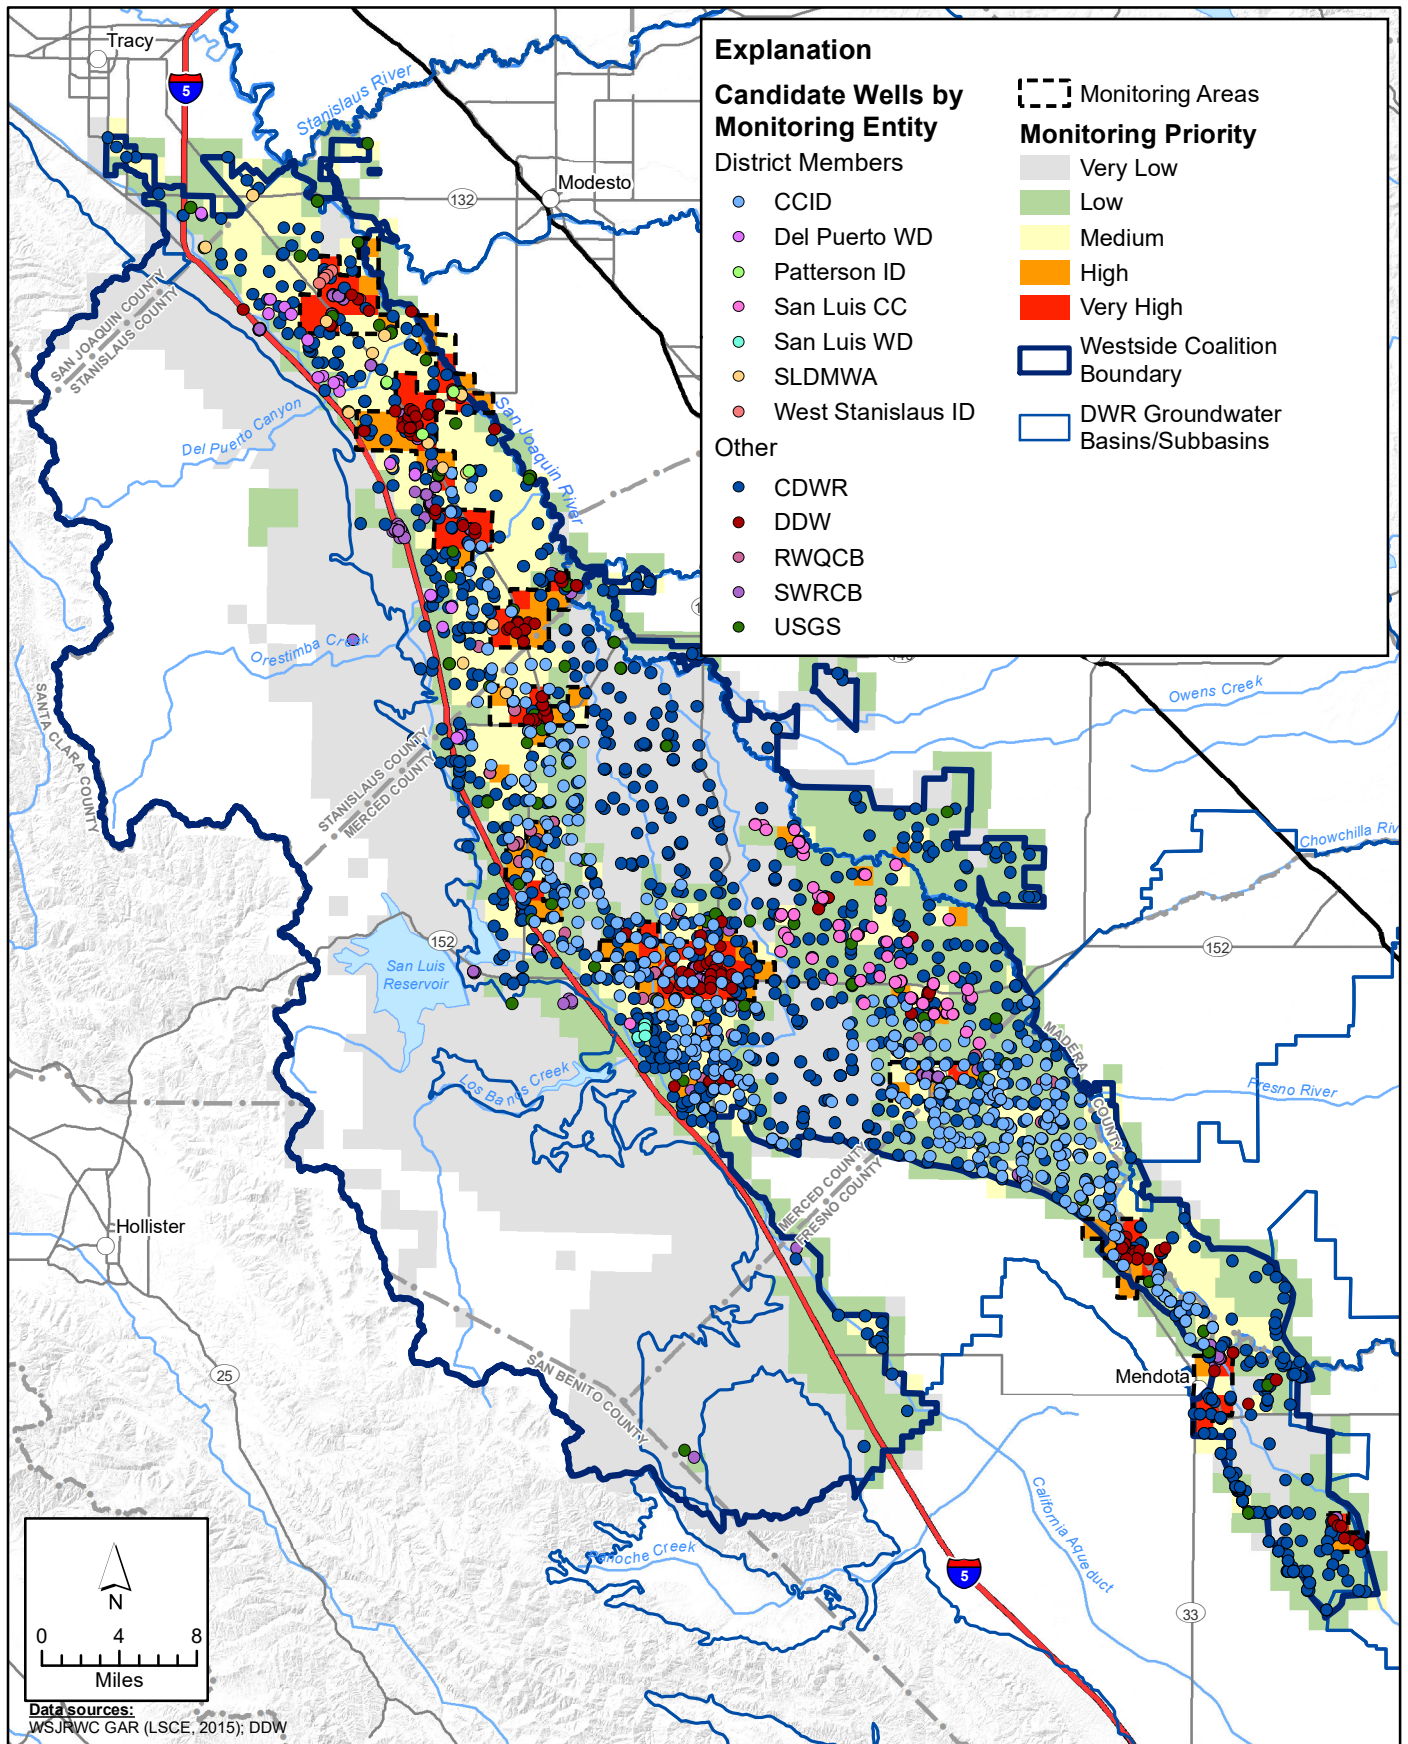 Explanation
Candidate Wells by
Monitoring Entity
District Members
CCID
Del Puerto WD
Patterson ID
San Luis CC
San Luis WD
SLDMWA
West Stanislaus ID
Other
CDWR
DDW
RWQCB
SWRCB
USGS
Monitoring Areas
Monitoring Priority
Very Low
Low
Medium
High
Very High
Westside Coalition
Boundary
DWR Groundwater
Basins/Subbasins
Tracy
5
Stanislaus River
132
Modesto
SAN JOAQUIN COUNTY
STANISLAUS COUNTY
Del Puerto Canyon
San Joaquin River
Orestimba Creek
SANTA CLARA COUNTY
STANISLAUS COUNTY
MERCED COUNTY
Owens Creek
Chowchilla Riv
152
San Luis
Reservoir
152
Los Banos Creek
MADERA COUNTY
Fresno River
MERCED COUNTY
FRESNO COUNTY
Hollister
25
SAN BENITO COUNTY
Mendota
California Aqueduct
Panoche Creek
5
33
N
0 4 8
Miles
Data sources:
WSJRWC GAR (LSCE, 2015); DDW